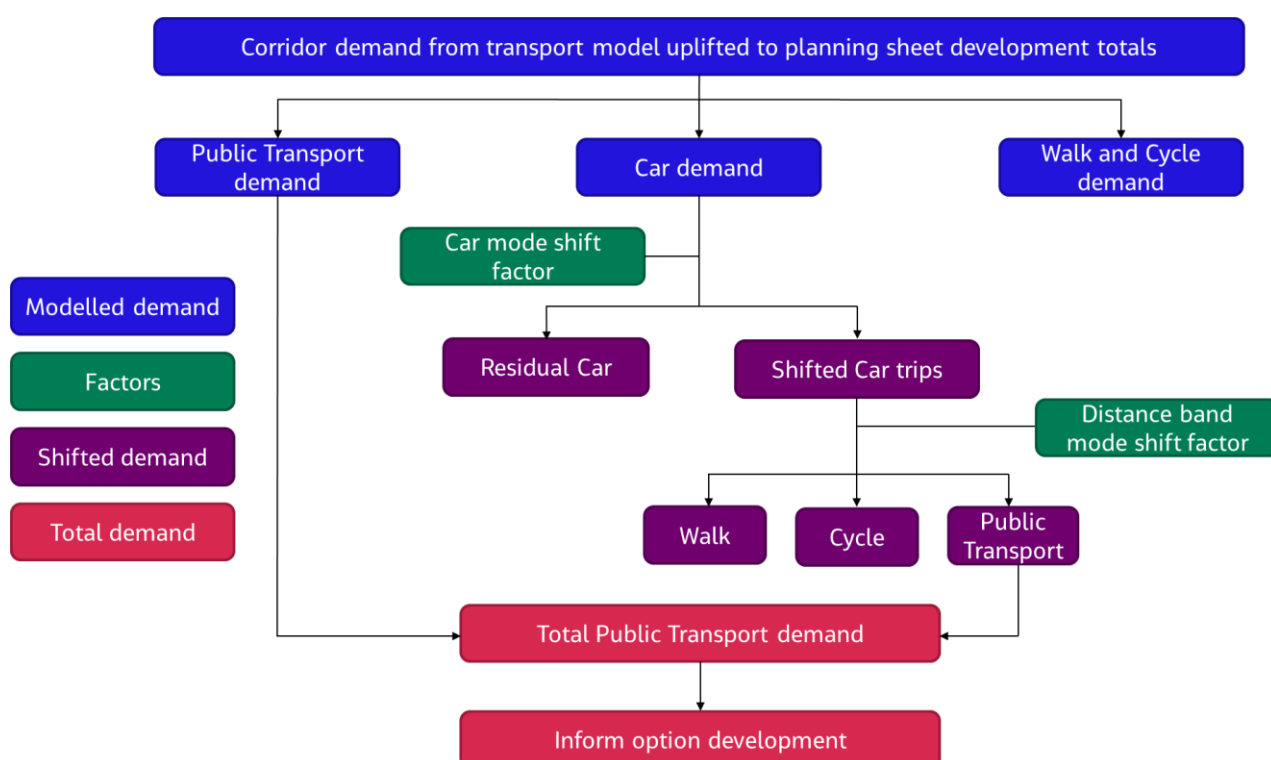 Corridor demand from transport model uplifted to planning sheet development totals
Public Transport
demand
Car demand
Walk and Cycle
demand
Car mode shift
factor
Modelled demand
Factors
Shifted demand
Total demand
Residual Car
Shifted Car trips
Distance band
mode shift factor
Walk
Cycle
Public
Transport
Total Public Transport demand
Inform option development